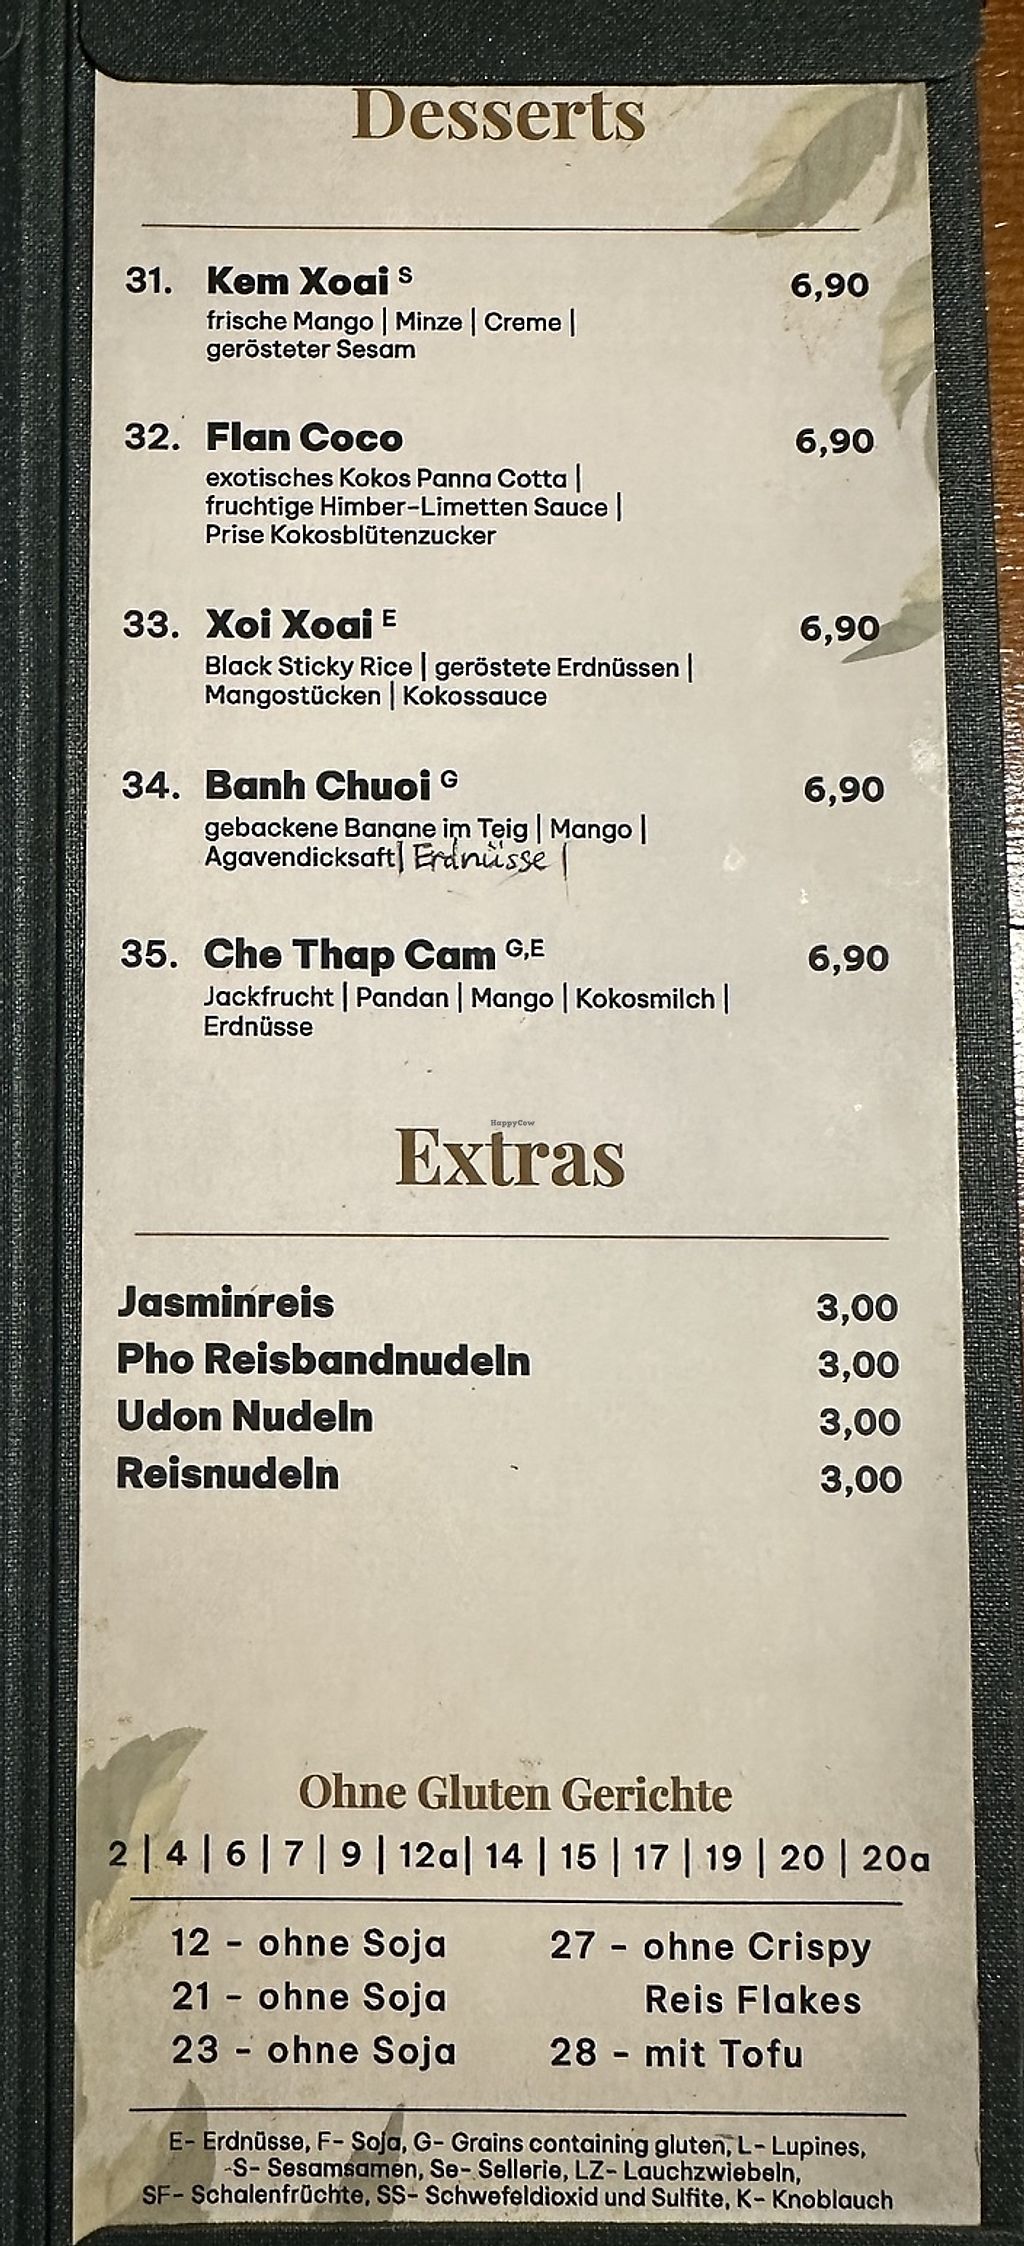 Desserts
31. Kem Xoai S 6,90
frische Mango | Minze | Creme |
gerösteter Sesam
32. Flan Coco 6,90
exotisches Kokos Panna Cotta |
fruchtige Himber-Limetten Sauce |
Prise Kokosblütenzucker
33. Xoi Xoai E 6,90
Black Sticky Rice | geröstete Erdnüssen |
Mangostücken | Kokossauce
34. Banh Chuoi G 6,90
gebackene Banane im Teig | Mango |
Agavendicksaft | Erdnüsse |
35. Che Thap Cam G,E 6,90
Jackfrucht | Pandan | Mango | Kokosmilch |
Erdnüsse
HappyCow
Extras
Jasminreis 3,00
Pho Reisbandnudeln 3,00
Udon Nudeln 3,00
Reisnudeln 3,00
Ohne Gluten Gerichte
2 | 4 | 6 | 7 | 9 | 12a | 14 | 15 | 17 | 19 | 20 | 20a
12 - ohne Soja 27 - ohne Crispy
21 - ohne Soja Reis Flakes
23 - ohne Soja 28 - mit Tofu
E- Erdnüsse, F- Soja, G- Grains containing gluten, L- Lupines,
-S- Sesamsamen, Se- Sellerie, LZ- Lauchzwiebeln,
SF- Schalenfrüchte, SS- Schwefeldioxid und Sulfite, K- Knoblauch